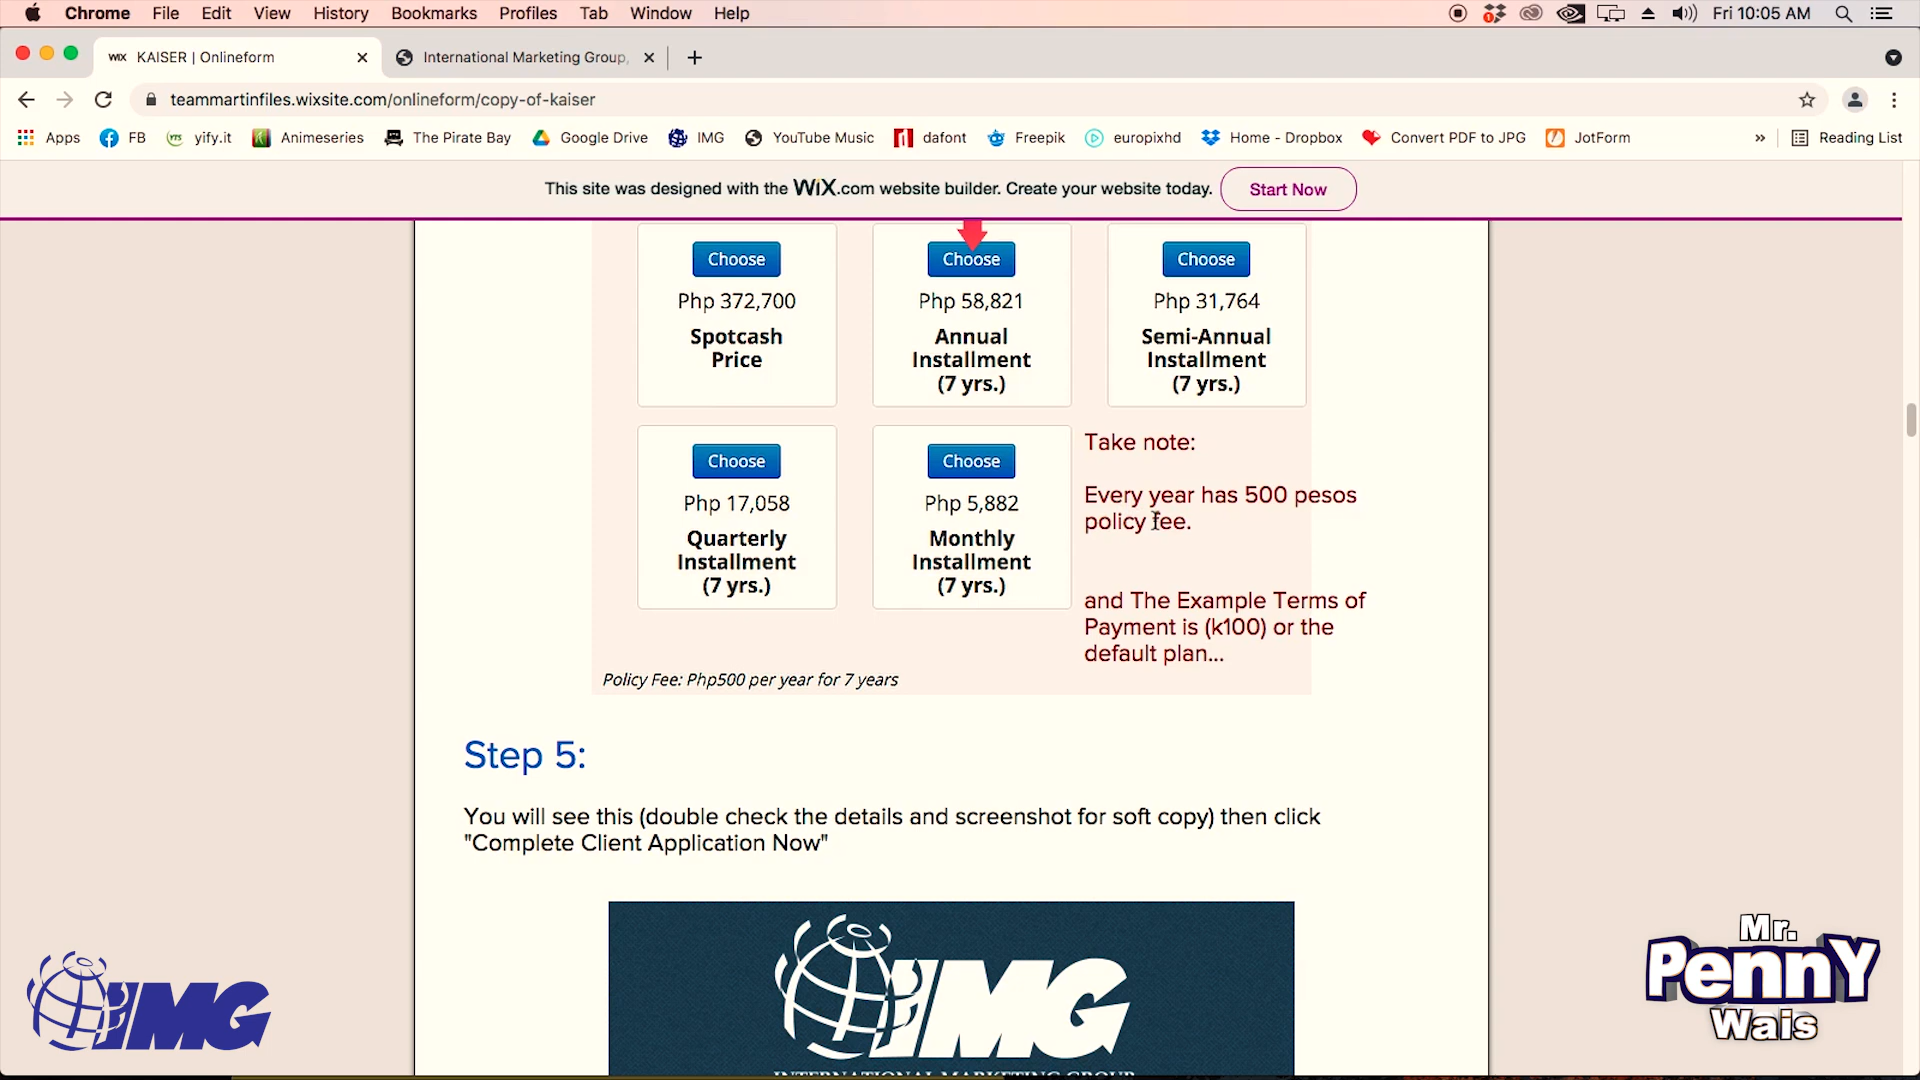 Chrome File Edit View History Bookmarks Profiles Tab Window Help Fri 10:05 AM
WiX KAISER | Onlineform International Marketing Group,
teammartinfiles.wixsite.com/onlineform/copy-of-kaiser
Apps FB yify.it Animeseries The Pirate Bay Google Drive IMG YouTube Music dafont Freepik europixhd Home - Dropbox Convert PDF to JPG JotForm » Reading List
This site was designed with the WiX.com website builder. Create your website today. Start Now
Choose Choose Choose
Php 372,700 Php 58,821 Php 31,764
Spotcash Annual Semi-Annual
Price Installment Installment
(7 yrs.) (7 yrs.)
Take note:
Choose Choose
Every year has 500 pesos
Php 17,058 Php 5,882
policy fee.
Quarterly Monthly
Installment Installment
(7 yrs.) (7 yrs.)
and The Example Terms of
Payment is (k100) or the
default plan...
Policy Fee: Php500 per year for 7 years
Step 5:
You will see this (double check the details and screenshot for soft copy) then click
"Complete Client Application Now"
IMG
INTERNATIONAL MARKETING GROUP
IMG
Mr.
PennY
Wais